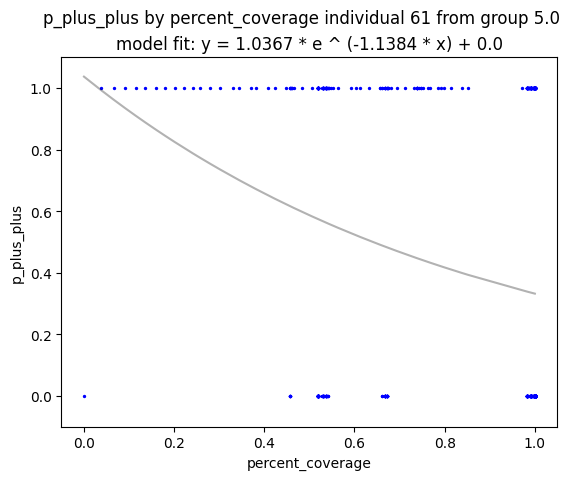 p_plus_plus by percent_coverage individual 61 from group 5.0
model fit: y = 1.0367 * e ^ (-1.1384 * x) + 0.0
1.0
0.8
0.6
0.4
0.2
0.0
p_plus_plus
0.0 0.2 0.4 0.6 0.8 1.0
percent_coverage